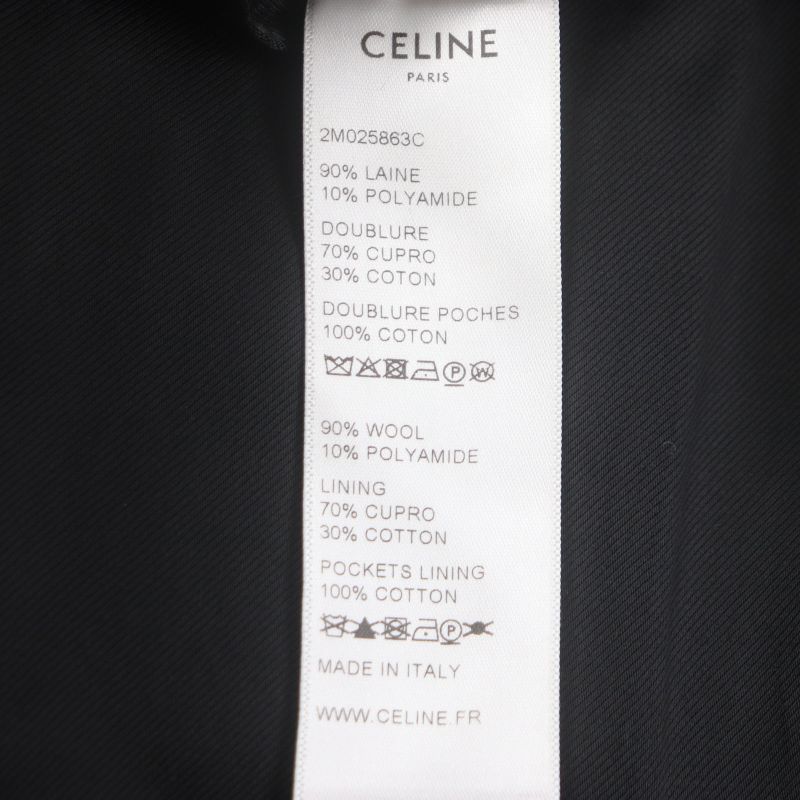 CELINE
PARIS
2M025863C
90% LAINE
10% POLYAMIDE
DOUBLURE
70% CUPRO
30% COTON
DOUBLURE POCHES
100% COTON
P W
90% WOOL
10% POLYAMIDE
LINING
70% CUPRO
30% COTTON
POCKETS LINING
100% COTTON
P
MADE IN ITALY
WWW.CELINE.FR